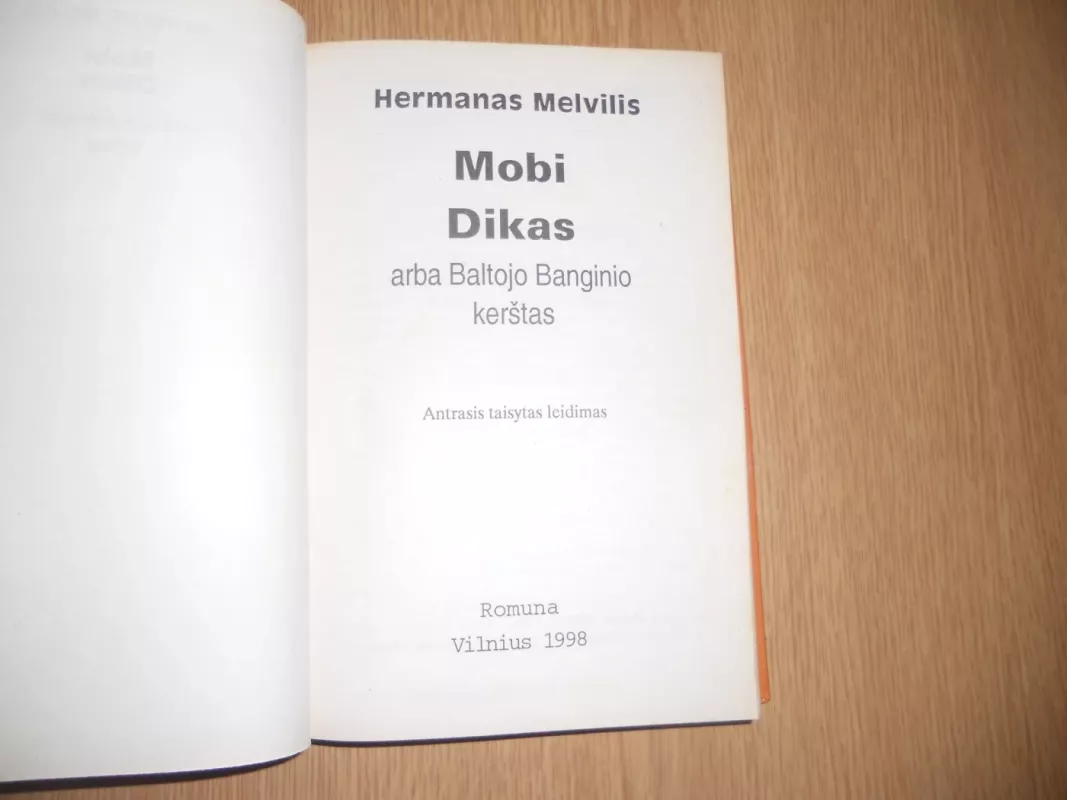 Hermanas Melvilis
Mobi
Dikas
arba Baltojo Banginio
kerštas
Antrasis taisytas leidimas
Romuna
Vilnius 1998